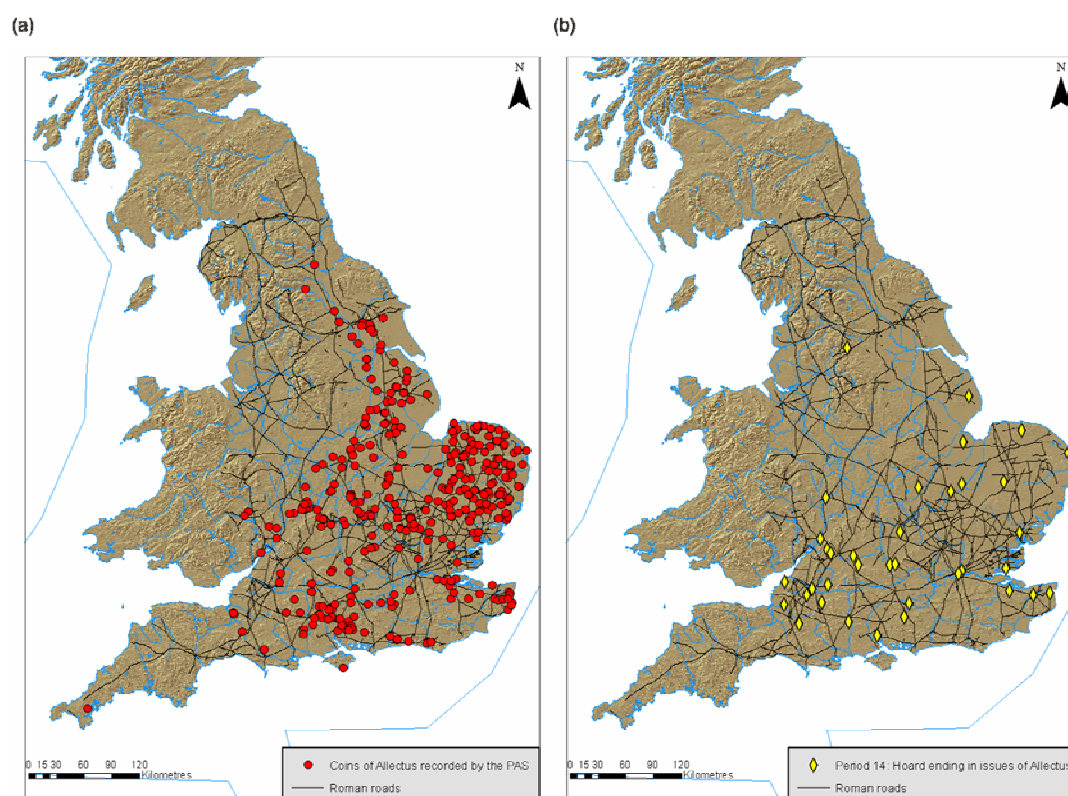 (a)
(b)
N
N
0 15 30 60 90 120
Kilometres
Coins of Allectus recorded by the PAS
Roman roads
0 15 30 60 90 120
Kilometres
Period 14: Hoard ending in issues of Allectus
Roman roads